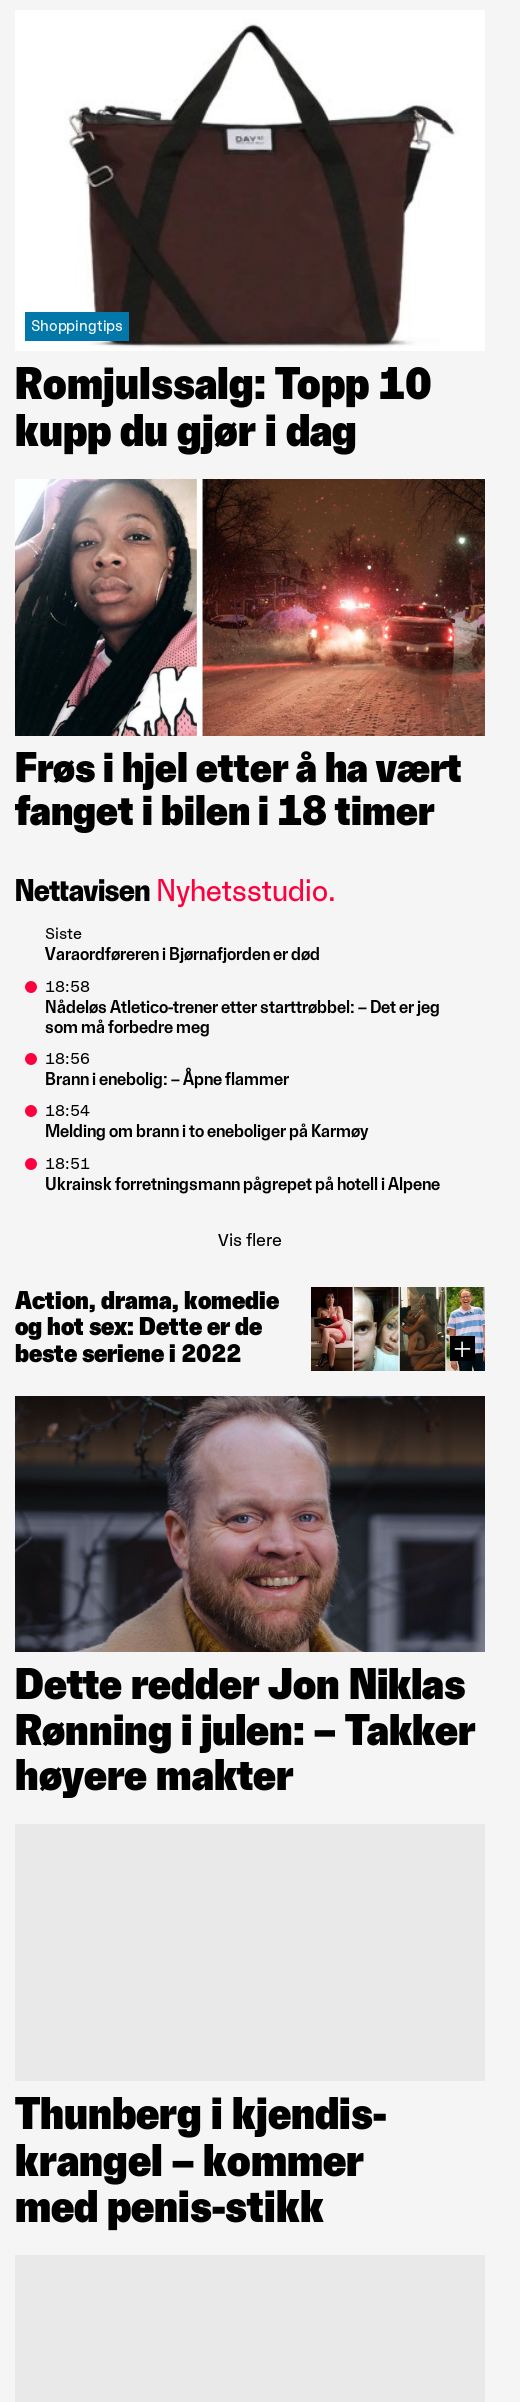 DAY
Shoppingtips
Romjulssalg: Topp 10
kupp du gjør i dag
Frøs i hjel etter å ha vært
fanget i bilen i 18 timer
Nettavisen Nyhetsstudio.
Siste
Varaordføreren i Bjørnafjorden er død
18:58
Nådeløs Atletico-trener etter starttrøbbel: – Det er jeg
som må forbedre meg
18:56
Brann i enebolig: – Åpne flammer
18:54
Melding om brann i to eneboliger på Karmøy
18:51
Ukrainsk forretningsmann pågrepet på hotell i Alpene
Vis flere
Action, drama, komedie
og hot sex: Dette er de
beste seriene i 2022
Dette redder Jon Niklas
Rønning i julen: – Takker
høyere makter
Thunberg i kjendis-
krangel – kommer
med penis-stikk